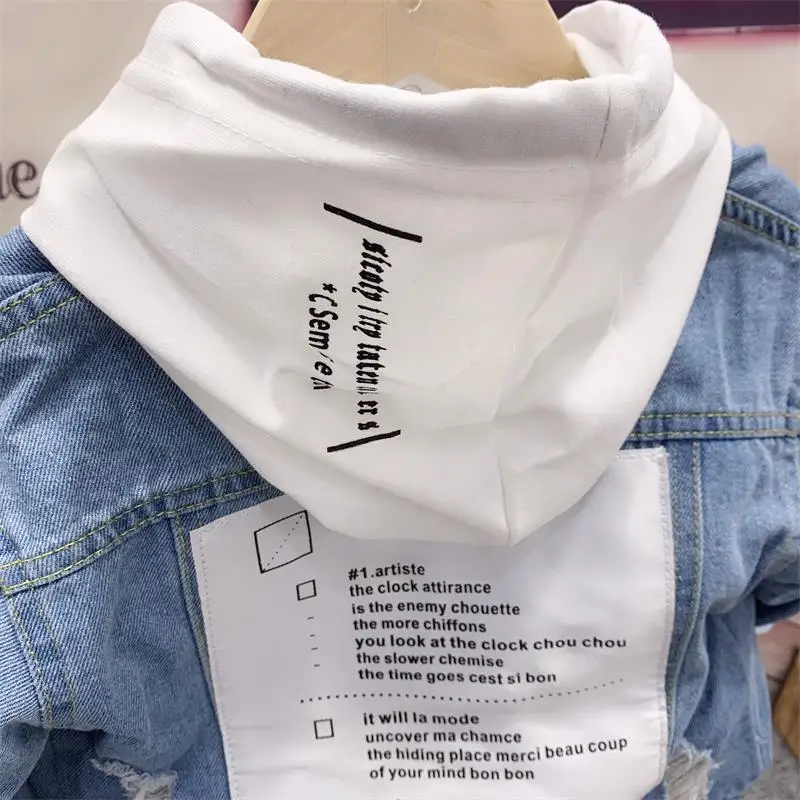 *CSem/en
#1.artiste
the clock attirance
is the enemy chouette
the more chiffons
you look at the clock chou chou
the slower chemise
the time goes cest si bon
it will la mode
uncover ma chamce
the hiding place merci beau coup
of your mind bon bon